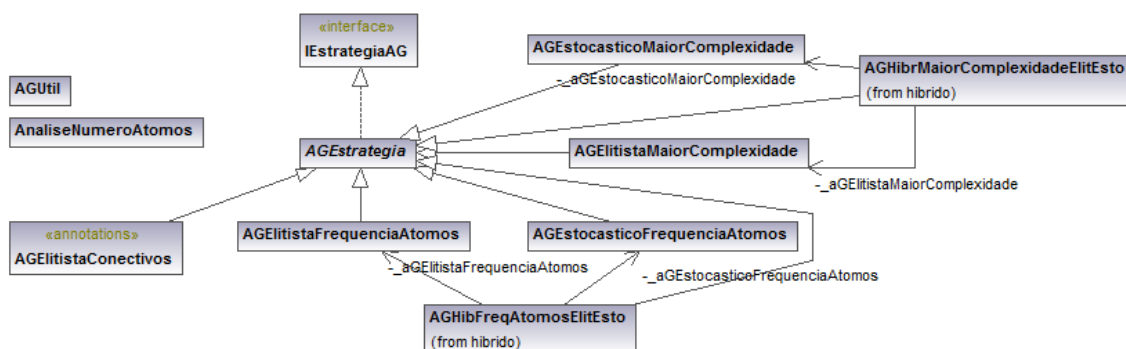 «interface»
IEstrategiaAG
AGEstocasticoMaiorComplexidade
AGHibrMaiorComplexidadeElitEsto
(from hibrido)
-_aGEstocasticoMaiorComplexidade
AGUtil
AnaliseNumeroAtomos
AGEstrategia
AGElitistaMaiorComplexidade
-_aGElitistaMaiorComplexidade
«annotations»
AGElitistaConectivos
AGElitistaFrequenciaAtomos
AGEstocasticoFrequenciaAtomos
-_aGElitistaFrequenciaAtomos
-_aGEstocasticoFrequenciaAtomos
AGHibFreqAtomosElitEsto
(from hibrido)